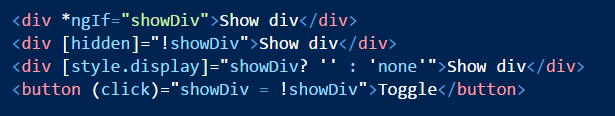 <div *ngIf="showDiv">Show div</div>
<div [hidden]="!showDiv">Show div</div>
<div [style.display]="showDiv? '' : 'none'">Show div</div>
<button (click)="showDiv = !showDiv">Toggle</button>